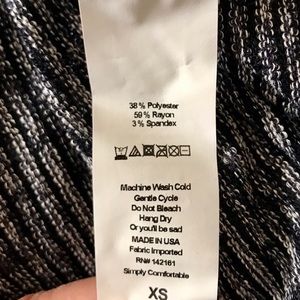 38% Polyester
59% Rayon
3% Spandex
Machine Wash Cold
Gentle Cycle
Do Not Bleach
Hang Dry
Or you'll be sad
MADE IN USA
Fabric Imported
RN# 142161
Simply Comfortable
XS